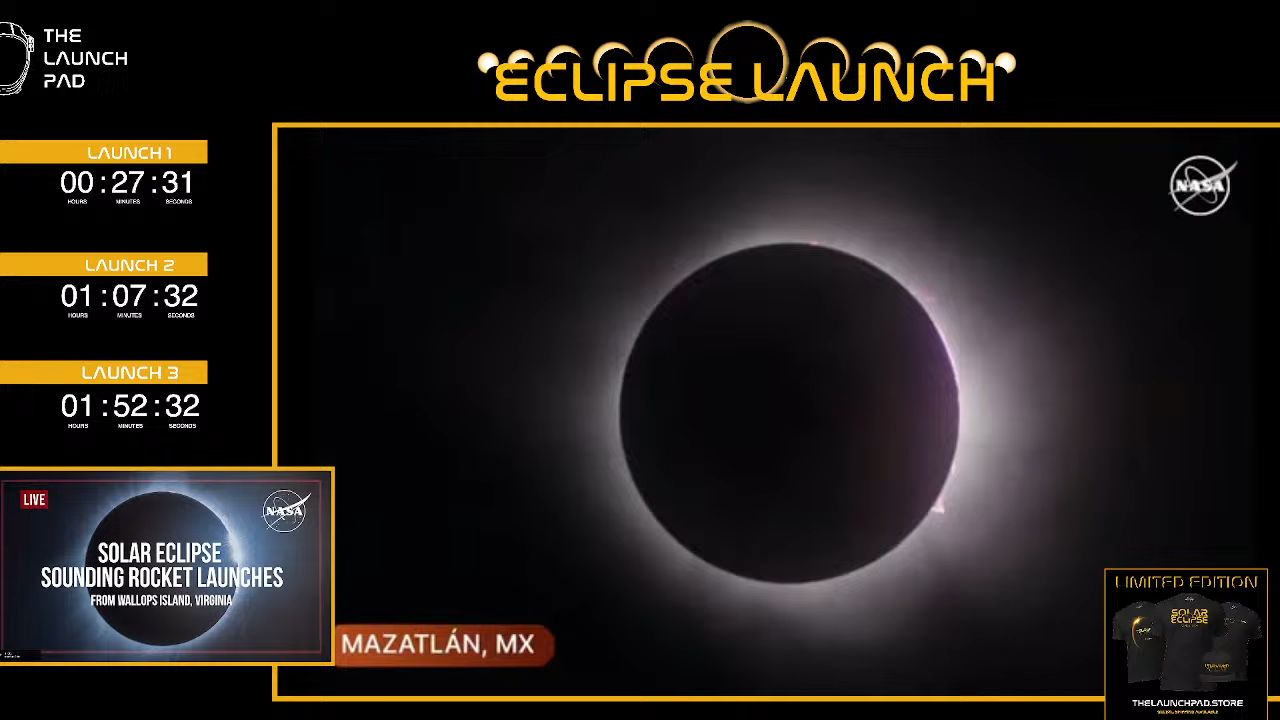 THE
LAUNCH
PAD
ECLIPSE LAUNCH
LAUNCH 1
00 : 27 : 31
HOURS MINUTES SECONDS
LAUNCH 2
01 : 07 : 32
HOURS MINUTES SECONDS
LAUNCH 3
01 : 52 : 32
HOURS MINUTES SECONDS
NASA
LIVE
NASA
SOLAR ECLIPSE
SOUNDING ROCKET LAUNCHES
FROM WALLOPS ISLAND, VIRGINIA
MAZATLÁN, MX
LIMITED EDITION
SOLAR
ECLIPSE
THELAUNCHPAD.STORE